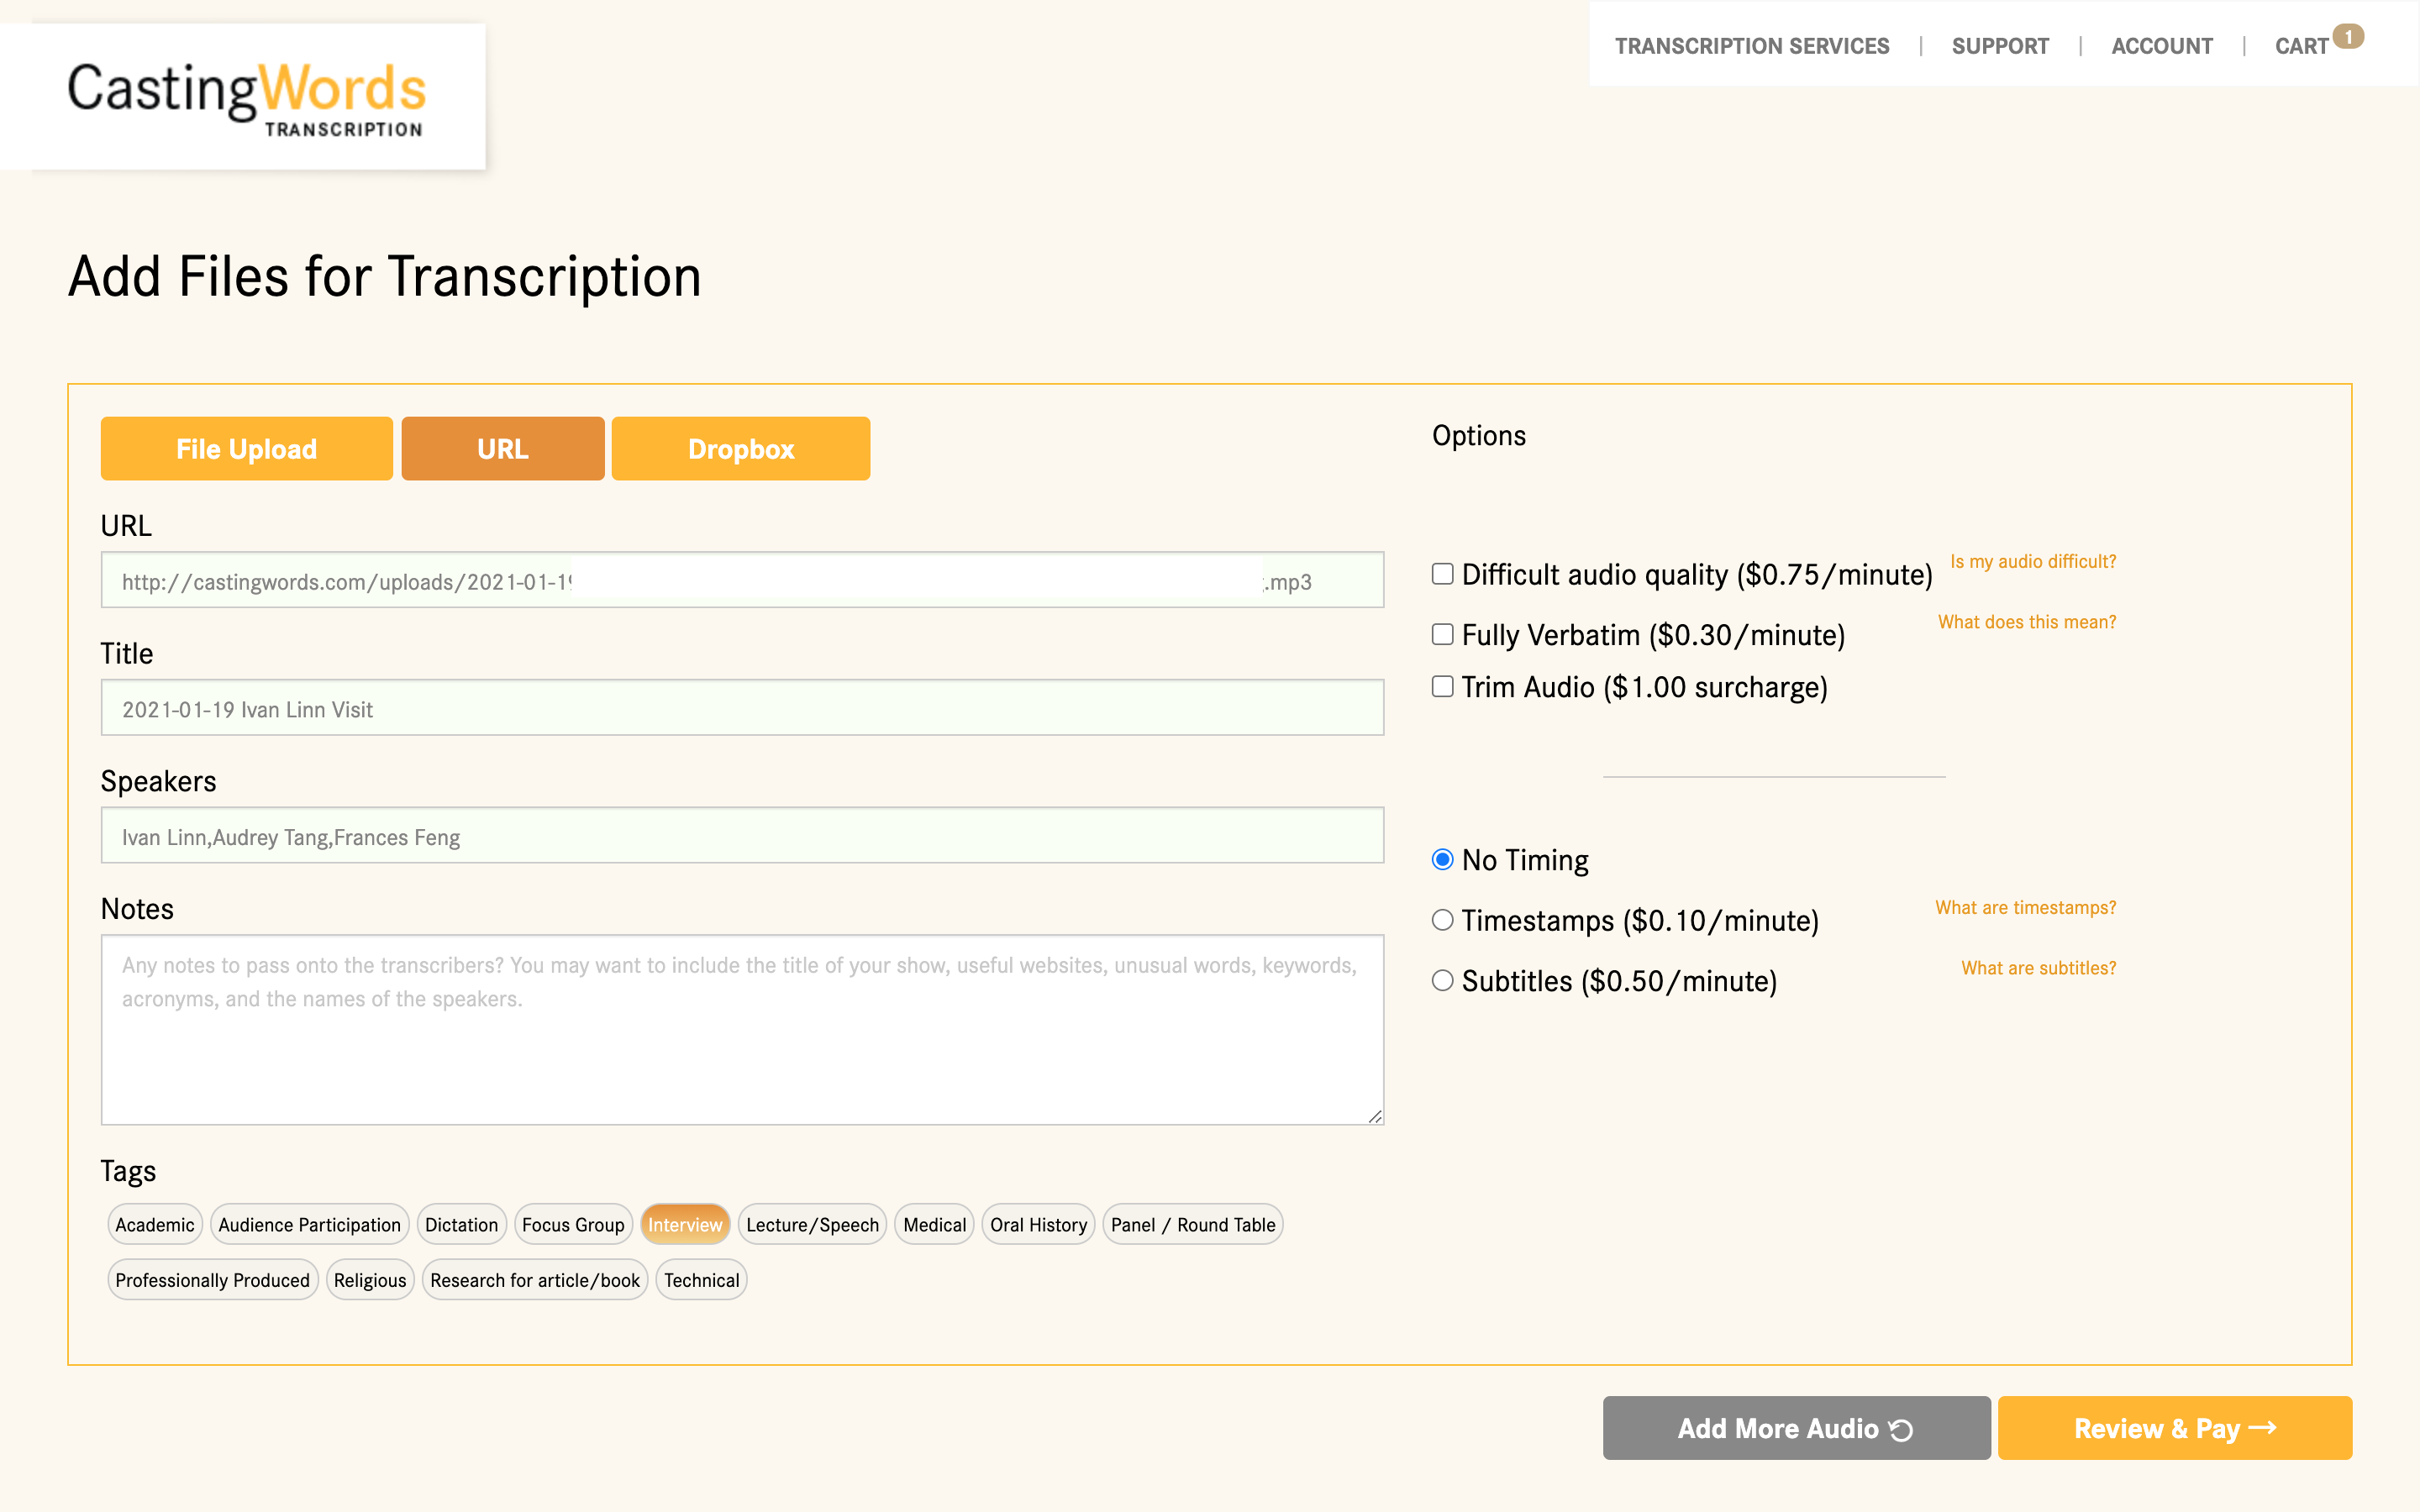 CastingWords
TRANSCRIPTION
TRANSCRIPTION SERVICES | SUPPORT | ACCOUNT | CART 1
Add Files for Transcription
File Upload URL Dropbox
URL
http://castingwords.com/uploads/2021-01-19 .mp3
Title
2021-01-19 Ivan Linn Visit
Speakers
Ivan Linn,Audrey Tang,Frances Feng
Notes
Any notes to pass onto the transcribers? You may want to include the title of your show, useful websites, unusual words, keywords,
acronyms, and the names of the speakers.
Tags
Academic Audience Participation Dictation Focus Group Interview Lecture/Speech Medical Oral History Panel / Round Table
Professionally Produced Religious Research for article/book Technical
Options
Difficult audio quality ($0.75/minute) Is my audio difficult?
Fully Verbatim ($0.30/minute) What does this mean?
Trim Audio ($1.00 surcharge)
No Timing
Timestamps ($0.10/minute) What are timestamps?
Subtitles ($0.50/minute) What are subtitles?
Add More Audio
Review & Pay →